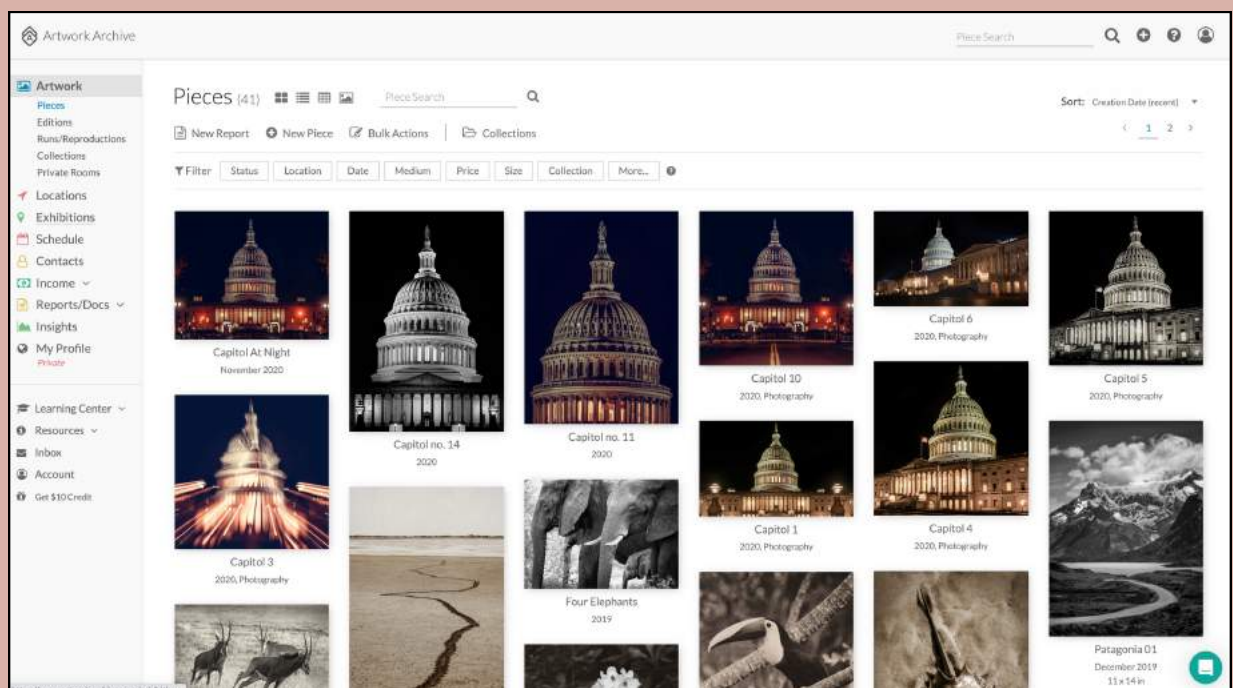 Artwork Archive
Piece Search
Artwork
Pieces
Editions
Runs/Reproductions
Collections
Private Rooms
Locations
Exhibitions
Schedule
Contacts
Income
Reports/Docs
Insights
My Profile
Private
Learning Center
Resources
Inbox
Account
Get $10 Credit
Pieces (41)
Piece Search
Sort: Creation Date (recent)
1 2
New Report
New Piece
Bulk Actions
Collections
Filter
Status
Location
Date
Medium
Price
Size
Collection
More...
Capitol At Night
November 2020
Capitol no. 14
2020
Capitol no. 11
2020
Capitol 10
2020, Photography
Capitol 6
2020, Photography
Capitol 5
2020, Photography
Capitol 3
2020, Photography
Four Elephants
2019
Capitol 1
2020, Photography
Capitol 4
2020, Photography
Patagonia 01
December 2019
11 x 14 in